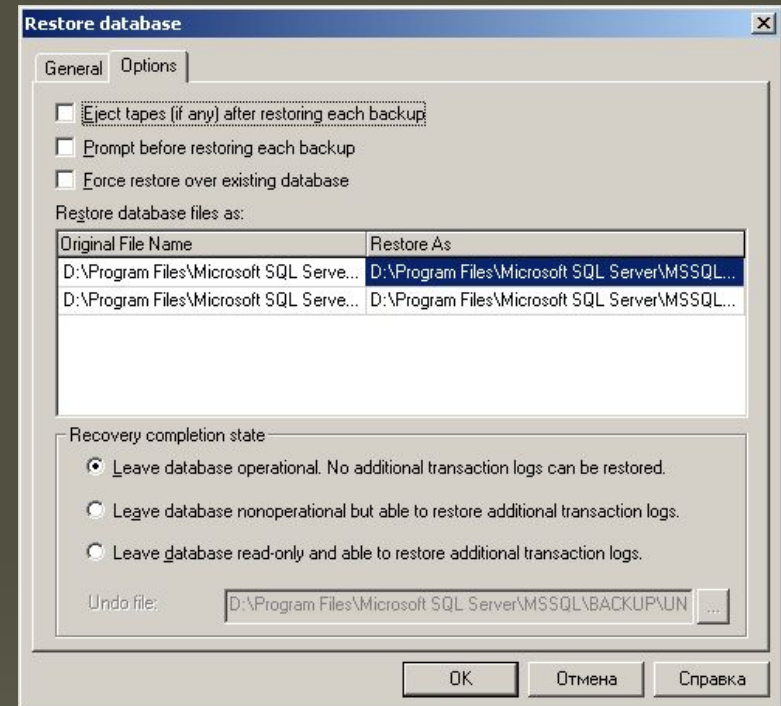 Restore database
General Options
Eject tapes (if any) after restoring each backup
Prompt before restoring each backup
Force restore over existing database
Restore database files as:
Original File Name Restore As
D:\Program Files\Microsoft SQL Serve... D:\Program Files\Microsoft SQL Server\MSSQL...
D:\Program Files\Microsoft SQL Serve... D:\Program Files\Microsoft SQL Server\MSSQL...
Recovery completion state
Leave database operational. No additional transaction logs can be restored.
Leave database nonoperational but able to restore additional transaction logs.
Leave database read-only and able to restore additional transaction logs.
Undo file: D:\Program Files\Microsoft SQL Server\MSSQL\BACKUP\UN ...
OK Отмена Справка